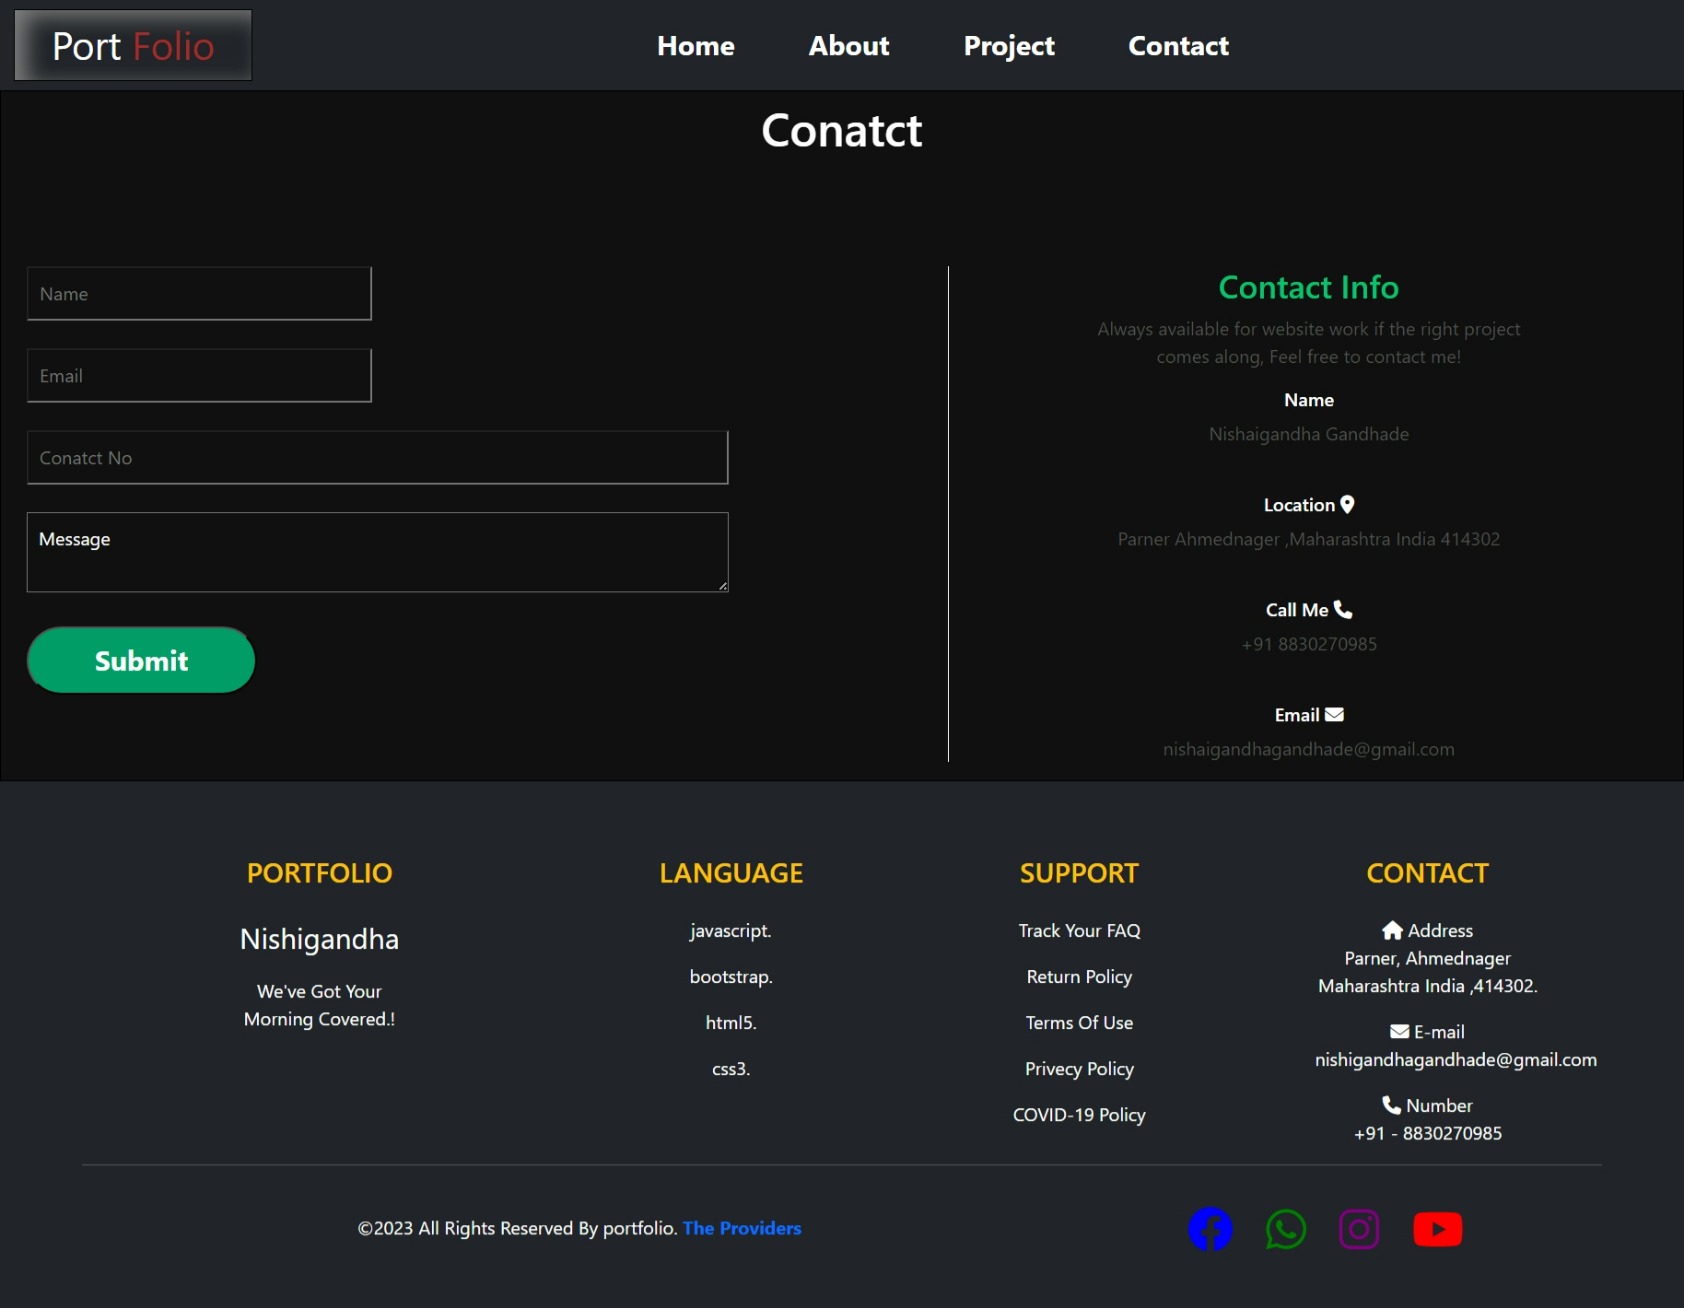 Port Folio
Home About Project Contact
Conatct
Name
Email
Conatct No
Message
Submit
Contact Info
Always available for website work if the right project
comes along, Feel free to contact me!
Name
Nishaigandha Gandhade
Location
Parner Ahmednager ,Maharashtra India 414302
Call Me
+91 8830270985
Email
nishaigandhagandhade@gmail.com
PORTFOLIO
Nishigandha
We've Got Your
Morning Covered.!
LANGUAGE
javascript.
bootstrap.
html5.
css3.
SUPPORT
Track Your FAQ
Return Policy
Terms Of Use
Privecy Policy
COVID-19 Policy
CONTACT
Address
Parner, Ahmednager
Maharashtra India ,414302.
E-mail
nishigandhagandhade@gmail.com
Number
+91 - 8830270985
©2023 All Rights Reserved By portfolio. The Providers